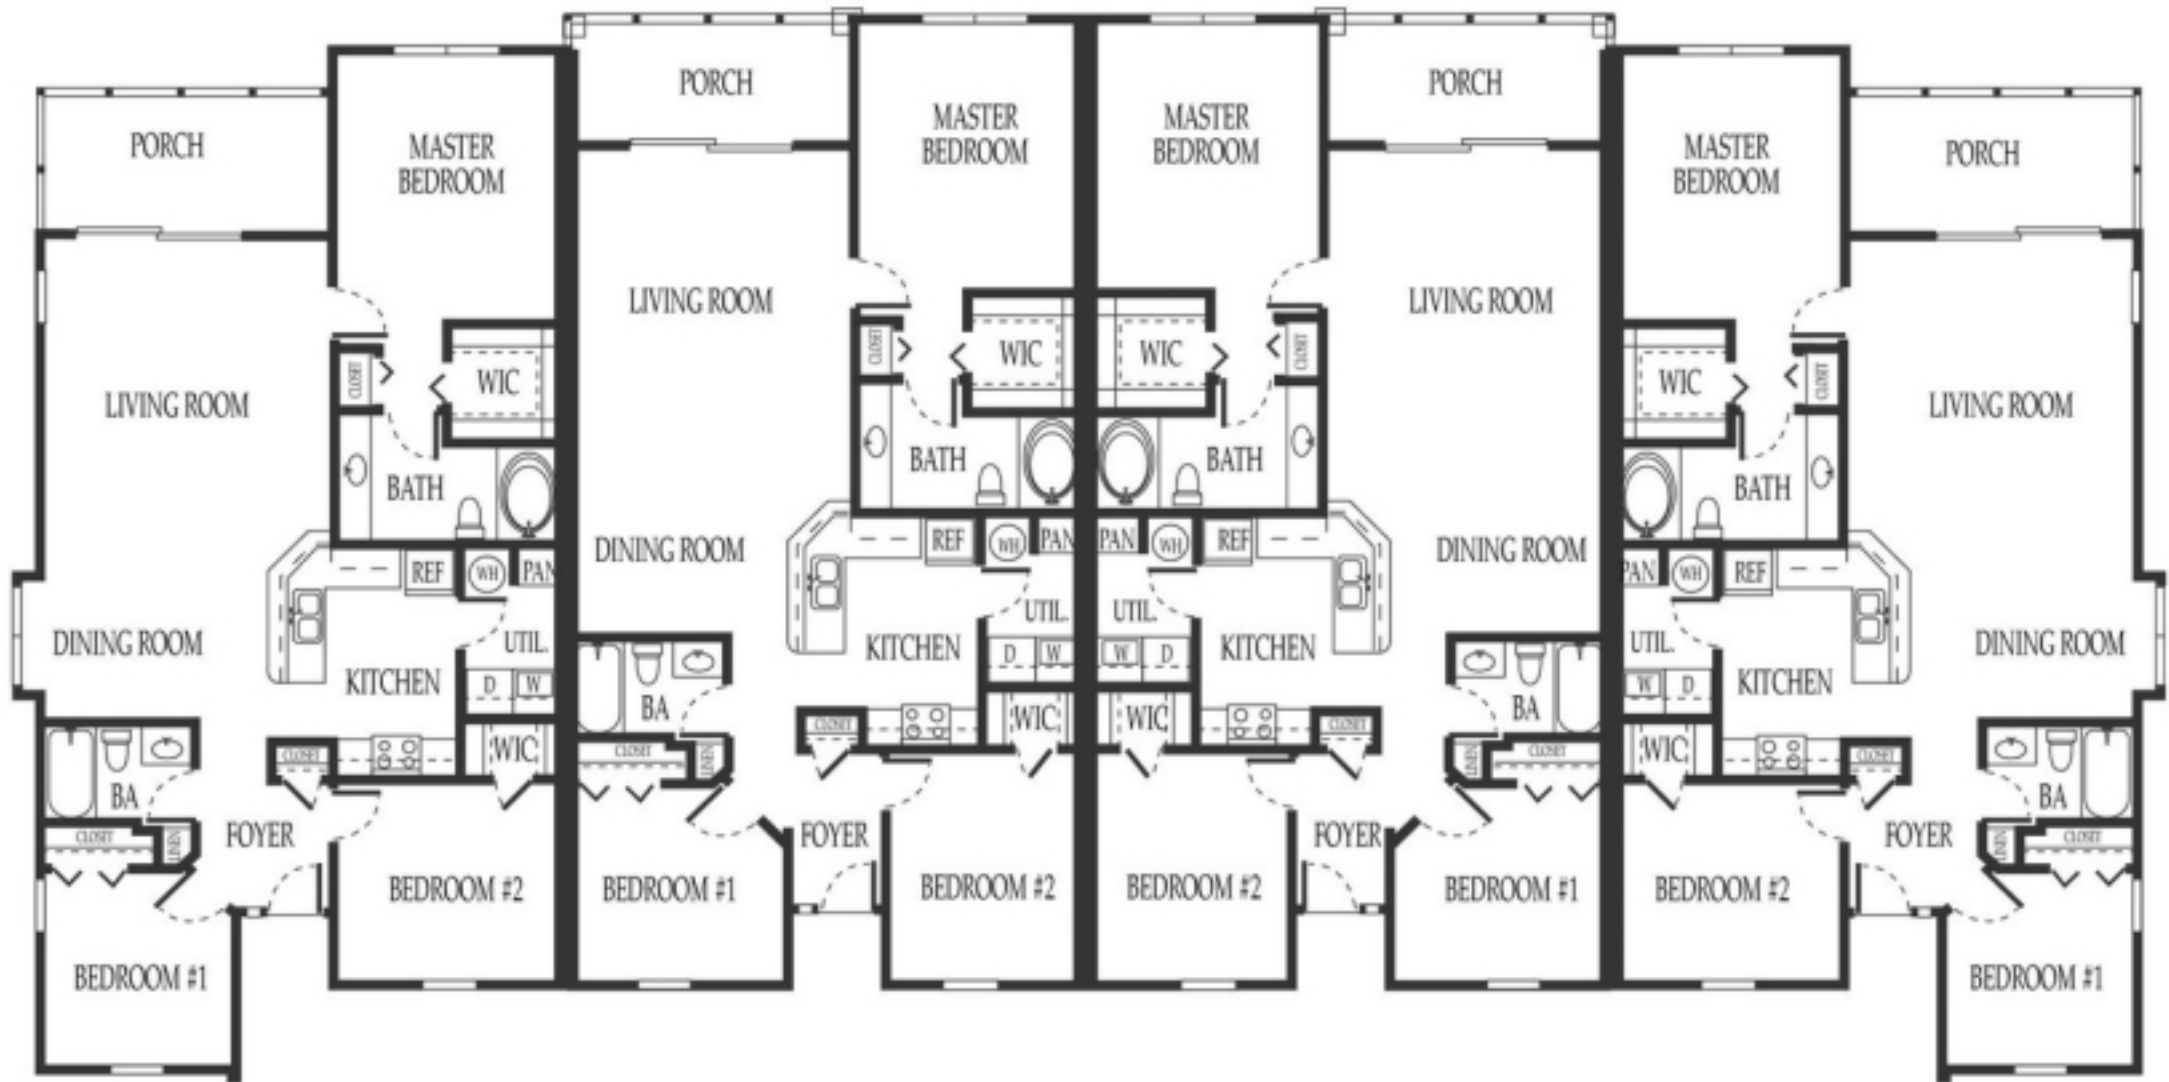 PORCH
MASTER
BEDROOM
LIVING ROOM
CLOSET
WIC
BATH
REF
WH
PAN
DINING ROOM
UTIL.
KITCHEN
D
W
BA
CLOSET
WIC
CLOSET
LINEN
FOYER
BEDROOM #2
BEDROOM #1
PORCH
MASTER
BEDROOM
LIVING ROOM
CLOSET
WIC
BATH
DINING ROOM
REF
WH
PAN
UTIL.
KITCHEN
D
W
BA
CLOSET
WIC
CLOSET
LINEN
FOYER
BEDROOM #1
BEDROOM #2
MASTER
BEDROOM
PORCH
LIVING ROOM
WIC
CLOSET
BATH
PAN
WH
REF
DINING ROOM
UTIL.
KITCHEN
W
D
BA
WIC
CLOSET
LINEN
CLOSET
FOYER
BEDROOM #2
BEDROOM #1
MASTER
BEDROOM
PORCH
WIC
CLOSET
LIVING ROOM
BATH
PAN
WH
REF
UTIL.
DINING ROOM
KITCHEN
W
D
WIC
CLOSET
BA
FOYER
LINEN
CLOSET
BEDROOM #2
BEDROOM #1